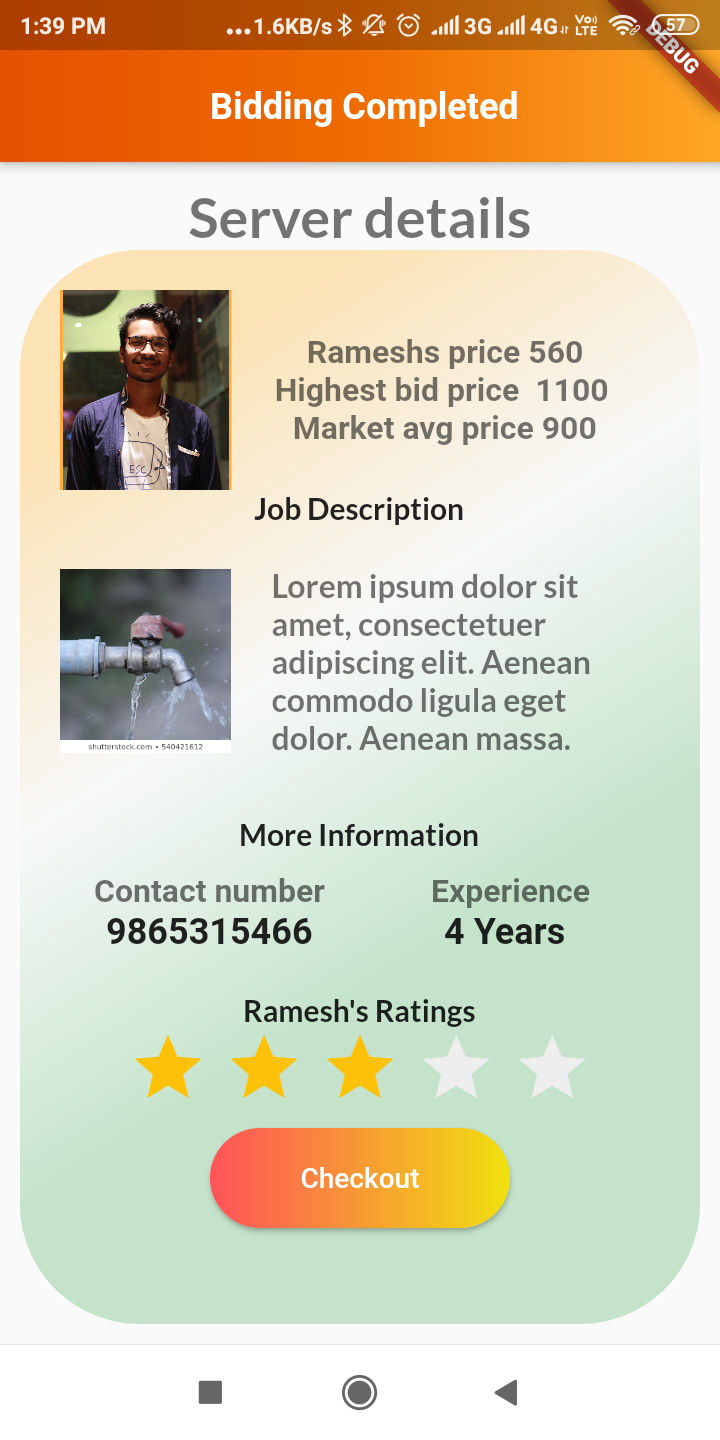 1:39 PM ...1.6KB/s 3G 4G VoLTE 57
DEBUG
Bidding Completed
Server details
Rameshs price 560
Highest bid price 1100
Market avg price 900
ESC
Job Description
Lorem ipsum dolor sit
amet, consectetuer
adipiscing elit. Aenean
commodo ligula eget
dolor. Aenean massa.
shutterstock.com • 540421612
More Information
Contact number Experience
9865315466 4 Years
Ramesh's Ratings
Checkout